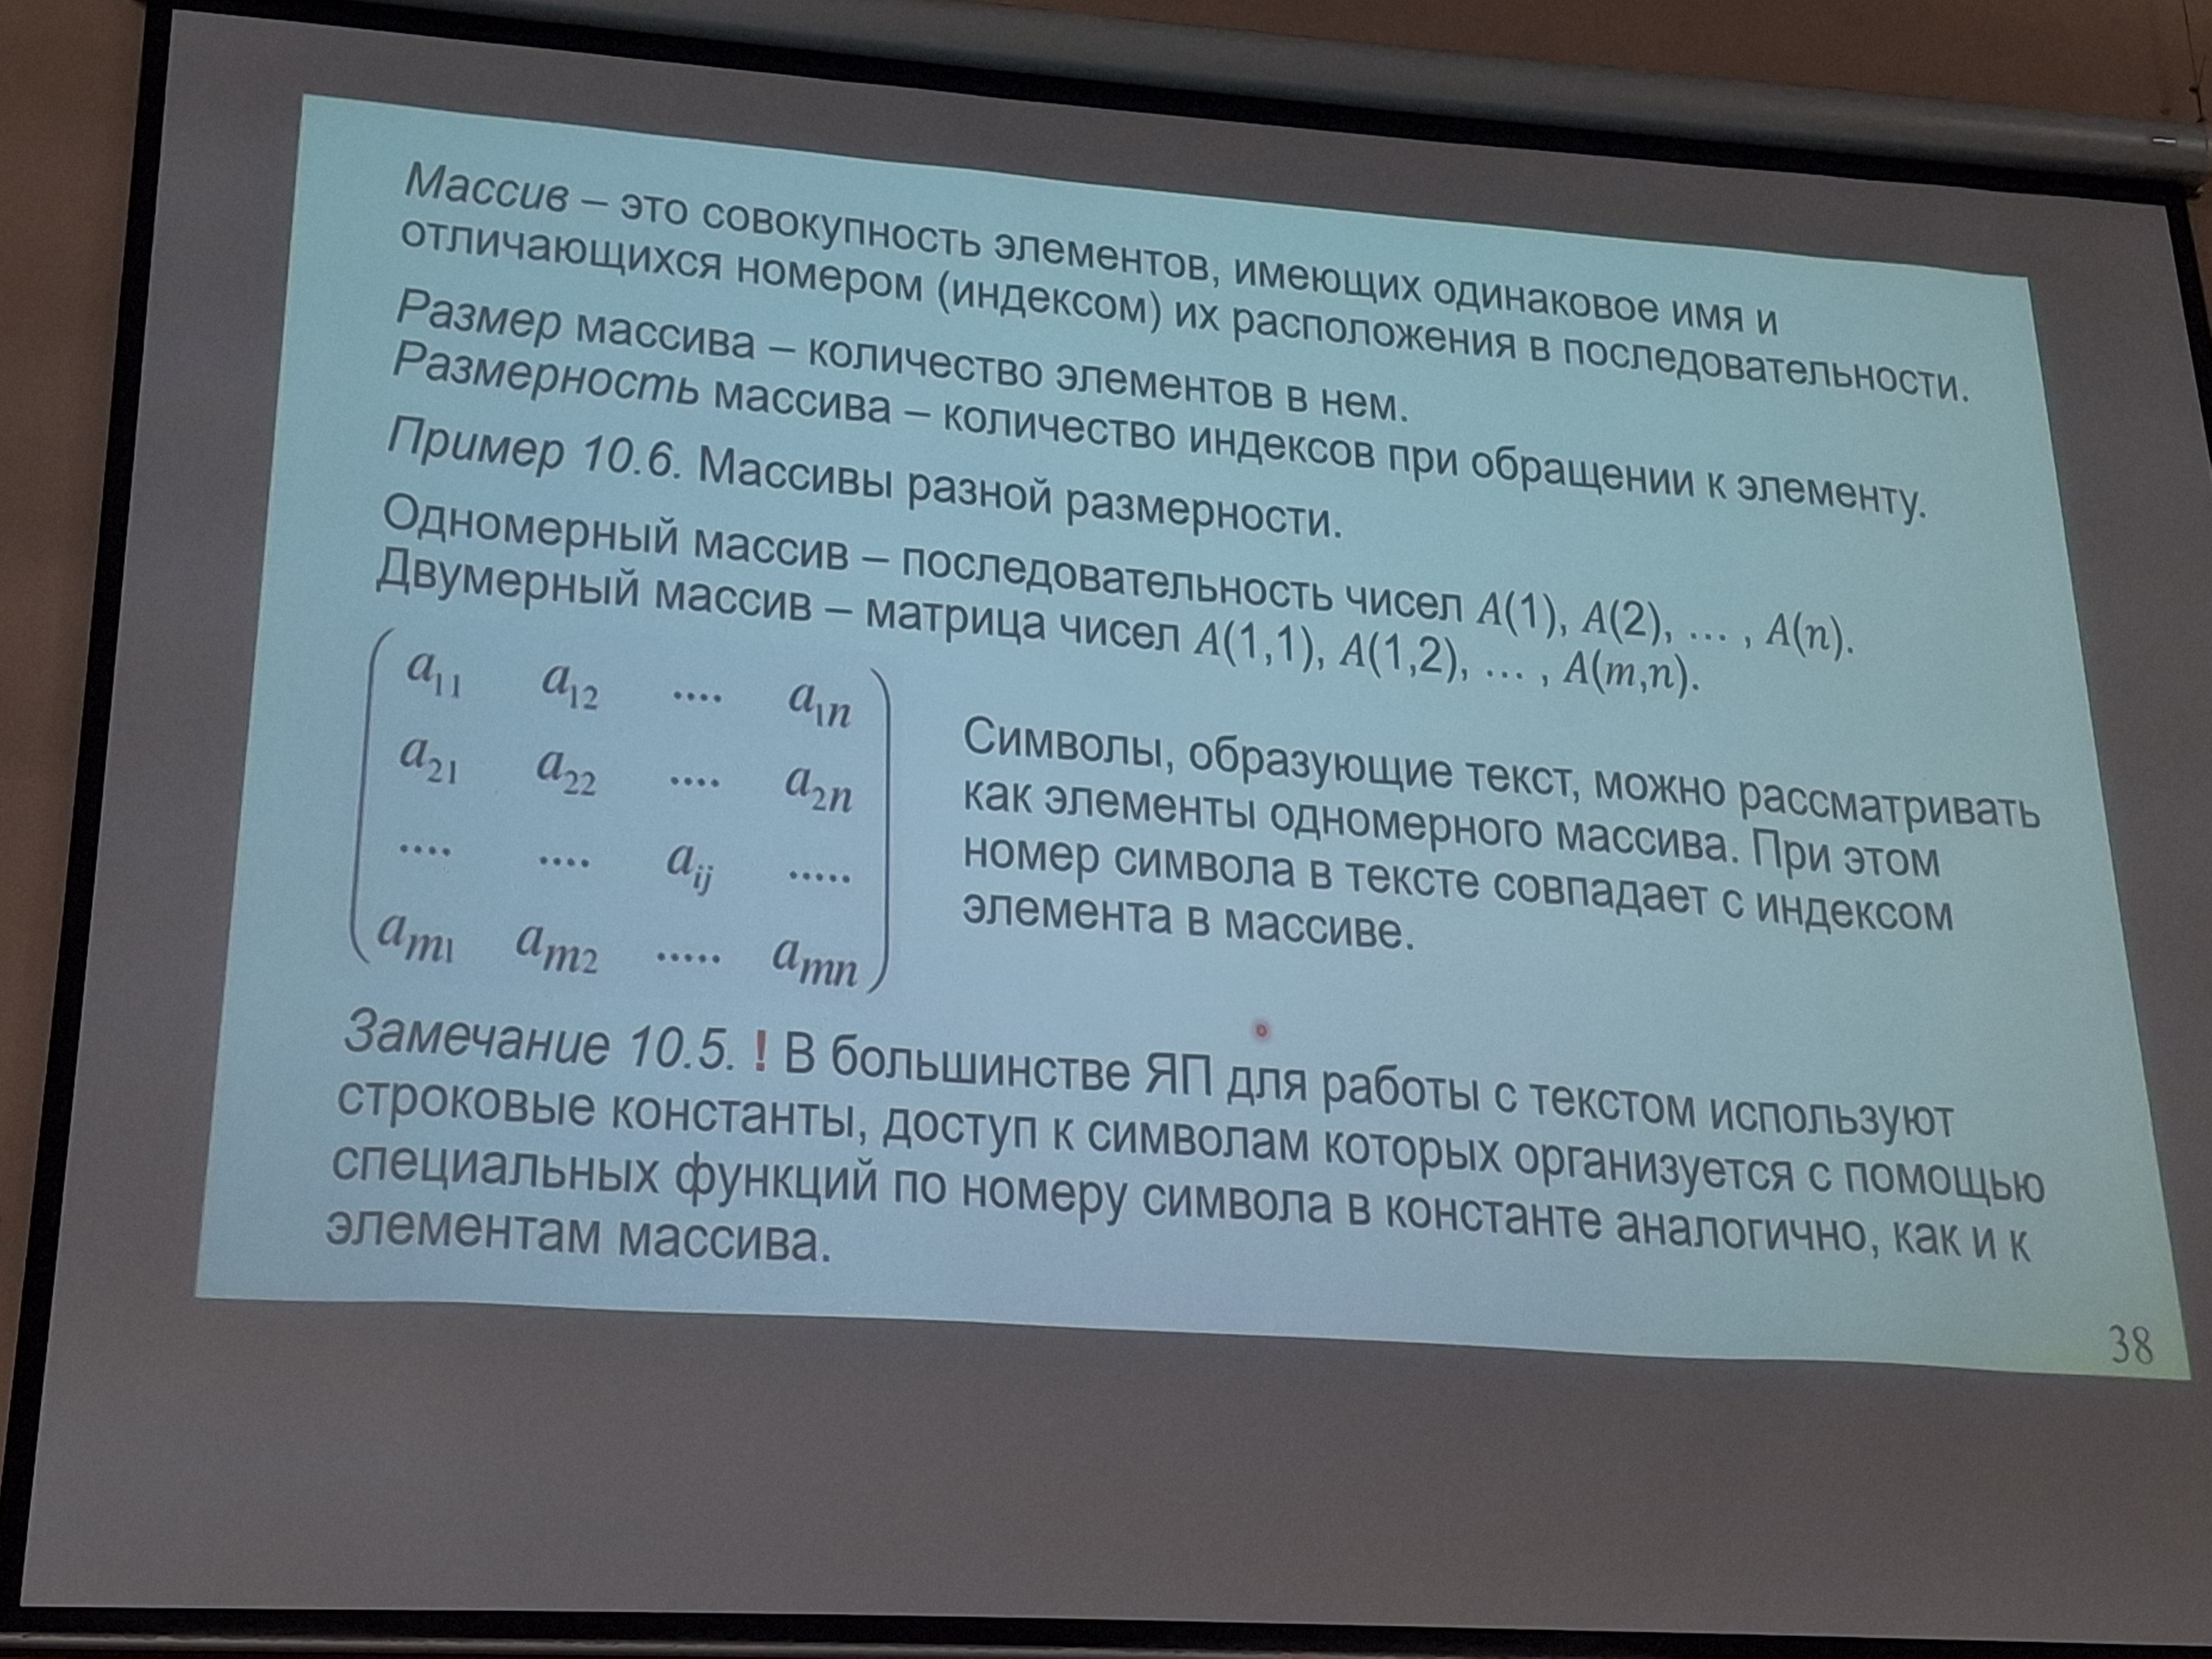 Массив – это совокупность элементов, имеющих одинаковое имя и
отличающихся номером (индексом) их расположения в последовательности.
Размер массива – количество элементов в нем.
Размерность массива – количество индексов при обращении к элементу.
Пример 10.6. Массивы разной размерности.
Одномерный массив – последовательность чисел A(1), A(2), … , A(n).
Двумерный массив – матрица чисел A(1,1), A(1,2), … , A(m,n).
a11 a12 .... a1n
a21 a22 .... a2n
.... .... aij .....
am1 am2 ..... amn
Символы, образующие текст, можно рассматривать
как элементы одномерного массива. При этом
номер символа в тексте совпадает с индексом
элемента в массиве.
Замечание 10.5. ! В большинстве ЯП для работы с текстом используют
строковые константы, доступ к символам которых организуется с помощью
специальных функций по номеру символа в константе аналогично, как и к
элементам массива.
38